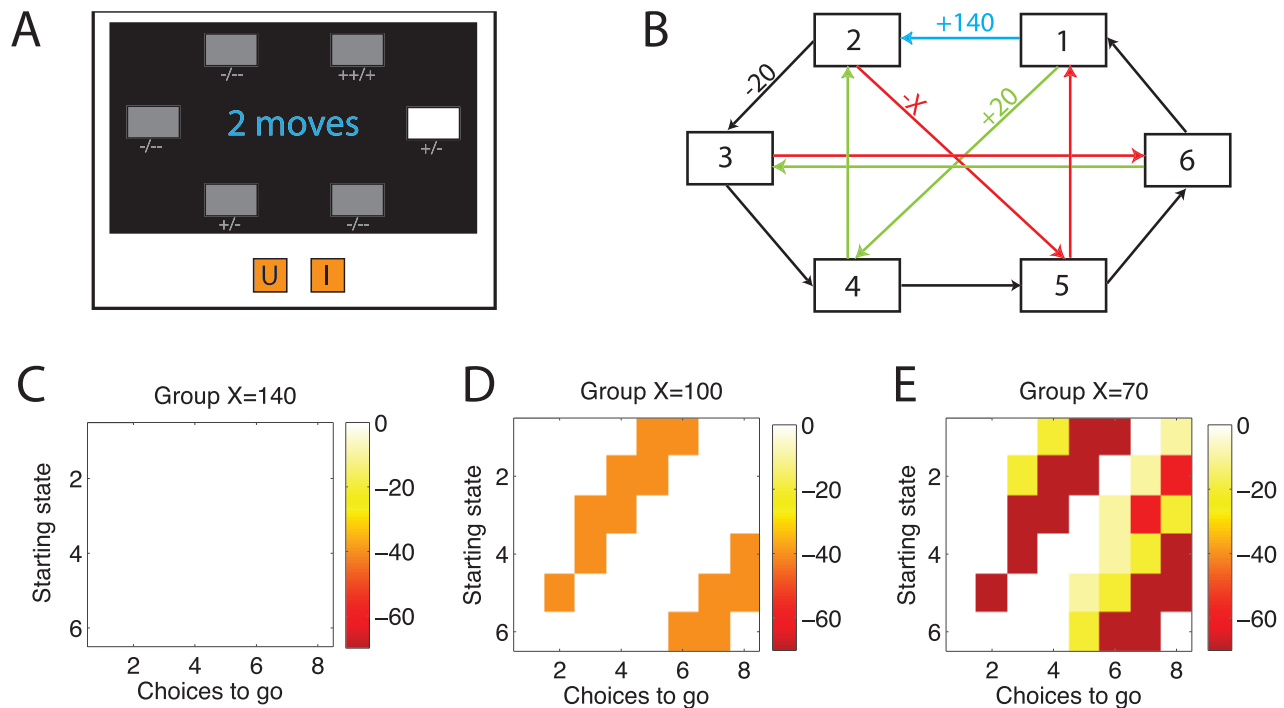 A
-/--
++/+
-/--
2 moves
+/-
+/-
-/--
U I
B
2
+140
1
-20
-X
+20
3
6
4
5
C
Group X=140
Starting state
2
4
6
2 4 6 8
Choices to go
0
−20
−40
−60
D
Group X=100
Starting state
2
4
6
2 4 6 8
Choices to go
0
−20
−40
−60
E
Group X=70
Starting state
2
4
6
2 4 6 8
Choices to go
0
−20
−40
−60